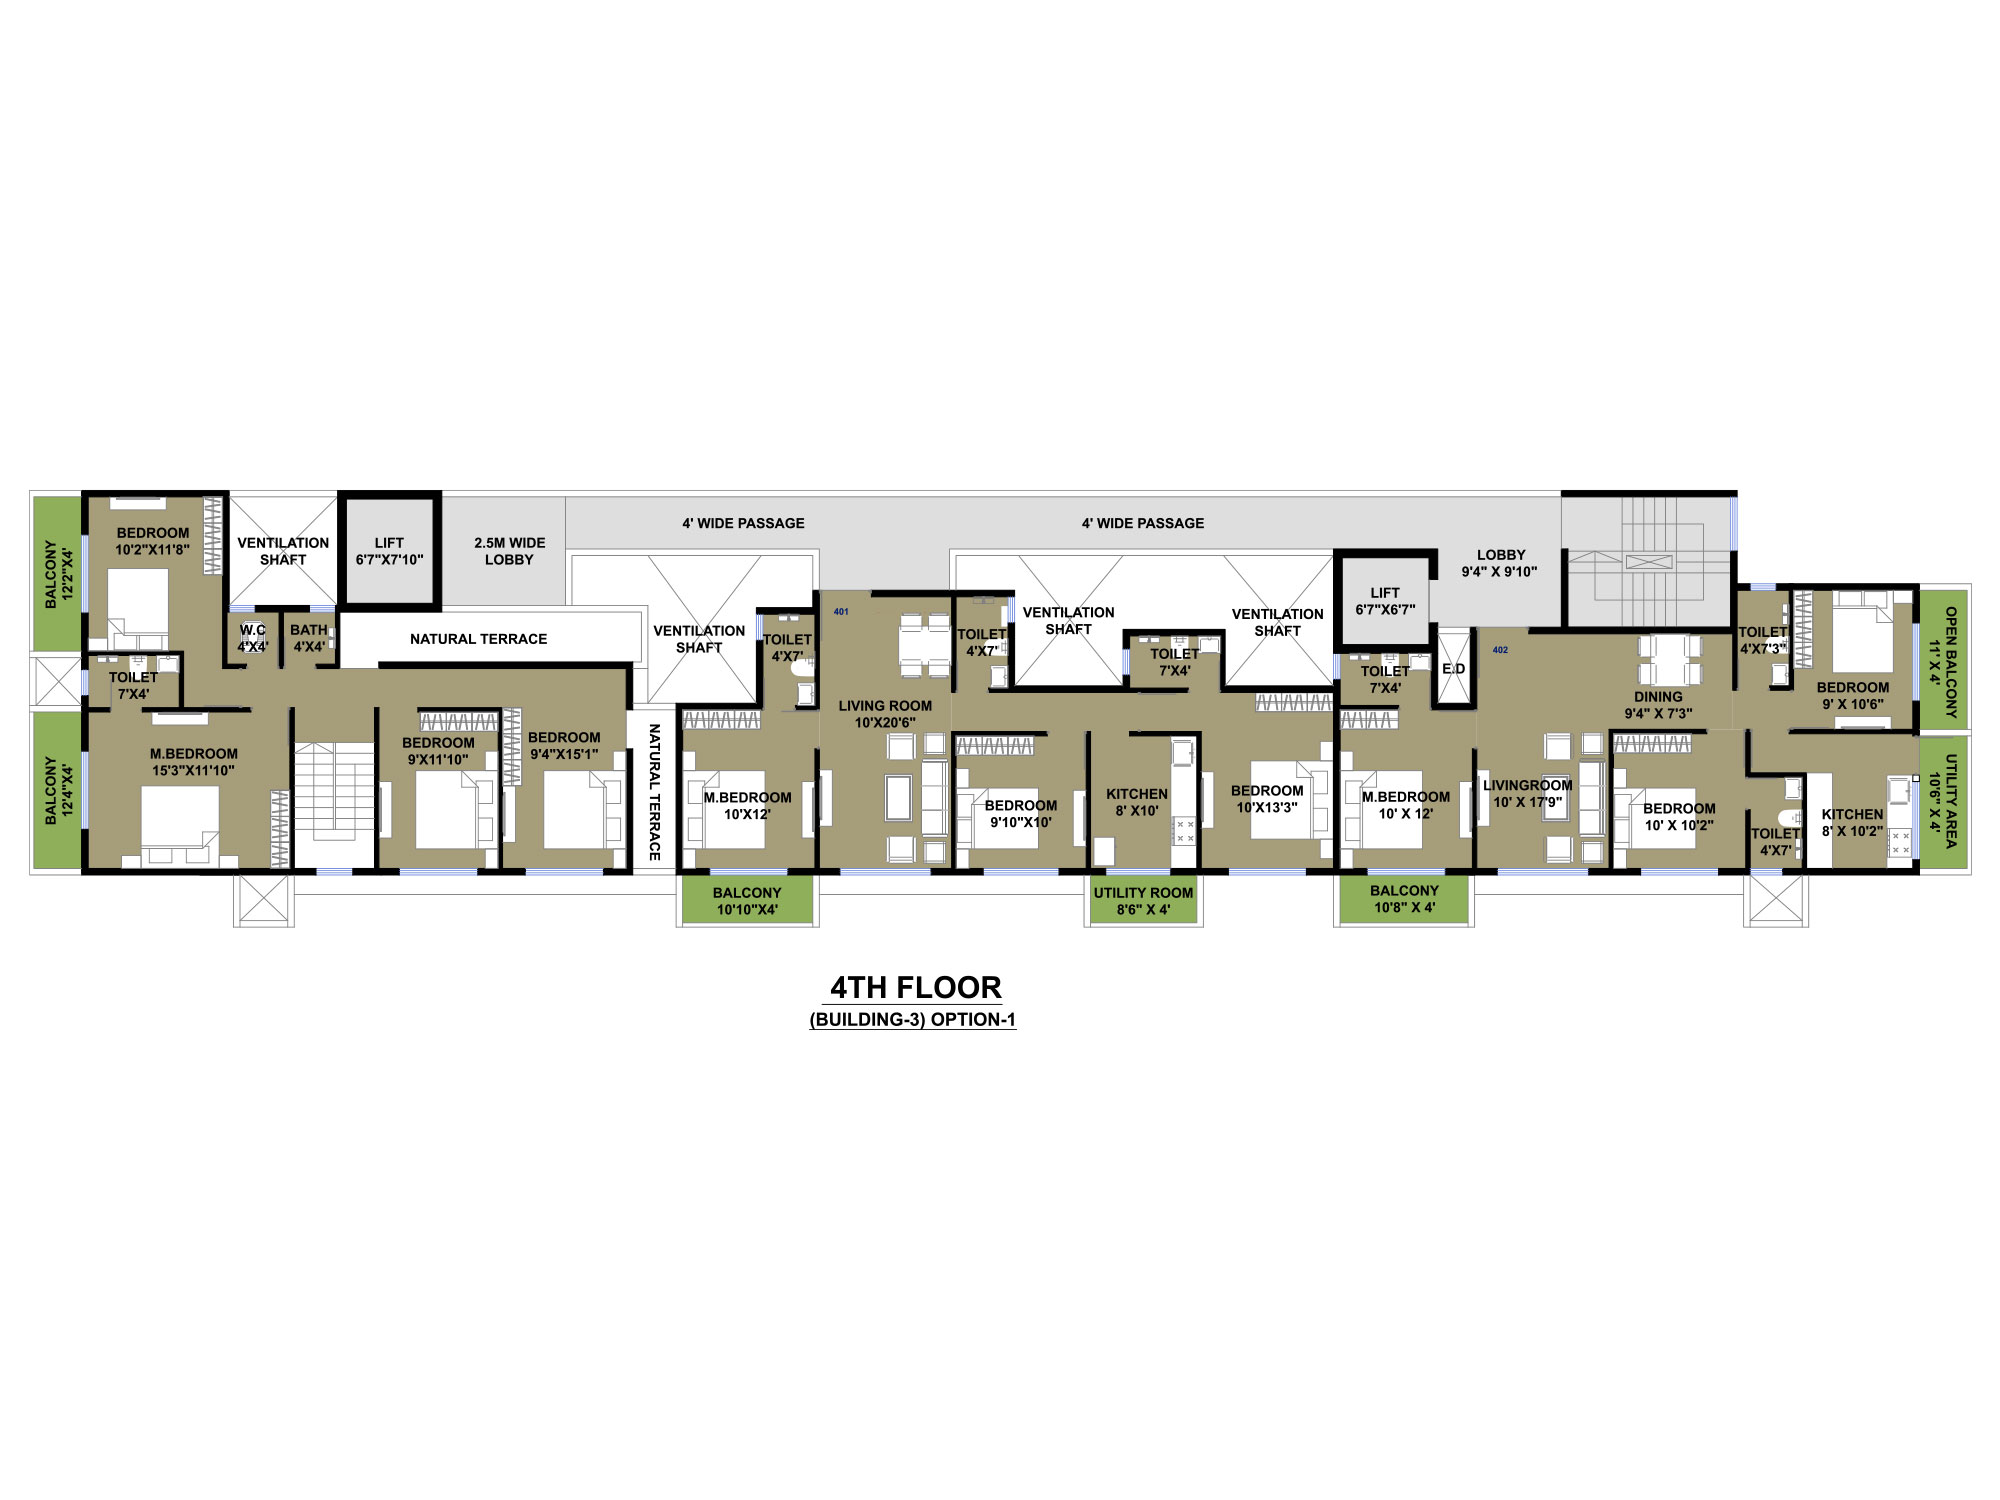 BALCONY
12'2"X4'
BEDROOM
10'2"X11'8"
VENTILATION
SHAFT
LIFT
6'7"X7'10"
2.5M WIDE
LOBBY
4' WIDE PASSAGE
4' WIDE PASSAGE
LOBBY
9'4" X 9'10"
W.C
4'X4'
BATH
4'X4'
NATURAL TERRACE
VENTILATION
SHAFT
TOILET
4'X7'
401
TOILET
4'X7'
VENTILATION
SHAFT
TOILET
7'X4'
VENTILATION
SHAFT
LIFT
6'7"X6'7"
TOILET
7'X4'
E.D
402
DINING
9'4" X 7'3"
TOILET
4'X7'3"
BEDROOM
9' X 10'6"
OPEN BALCONY
11' X 4'
TOILET
7'X4'
BALCONY
12'4"X4'
M.BEDROOM
15'3"X11'10"
BEDROOM
9'X11'10"
BEDROOM
9'4"X15'1"
NATURAL TERRACE
M.BEDROOM
10'X12'
LIVING ROOM
10'X20'6"
BEDROOM
9'10"X10'
KITCHEN
8' X10'
BEDROOM
10'X13'3"
M.BEDROOM
10' X 12'
LIVINGROOM
10' X 17'9"
BEDROOM
10' X 10'2"
TOILET
4'X7'
KITCHEN
8' X 10'2"
UTILITY AREA
10'6" X 4'
BALCONY
10'10"X4'
UTILITY ROOM
8'6" X 4'
BALCONY
10'8" X 4'
4TH FLOOR
(BUILDING-3) OPTION-1